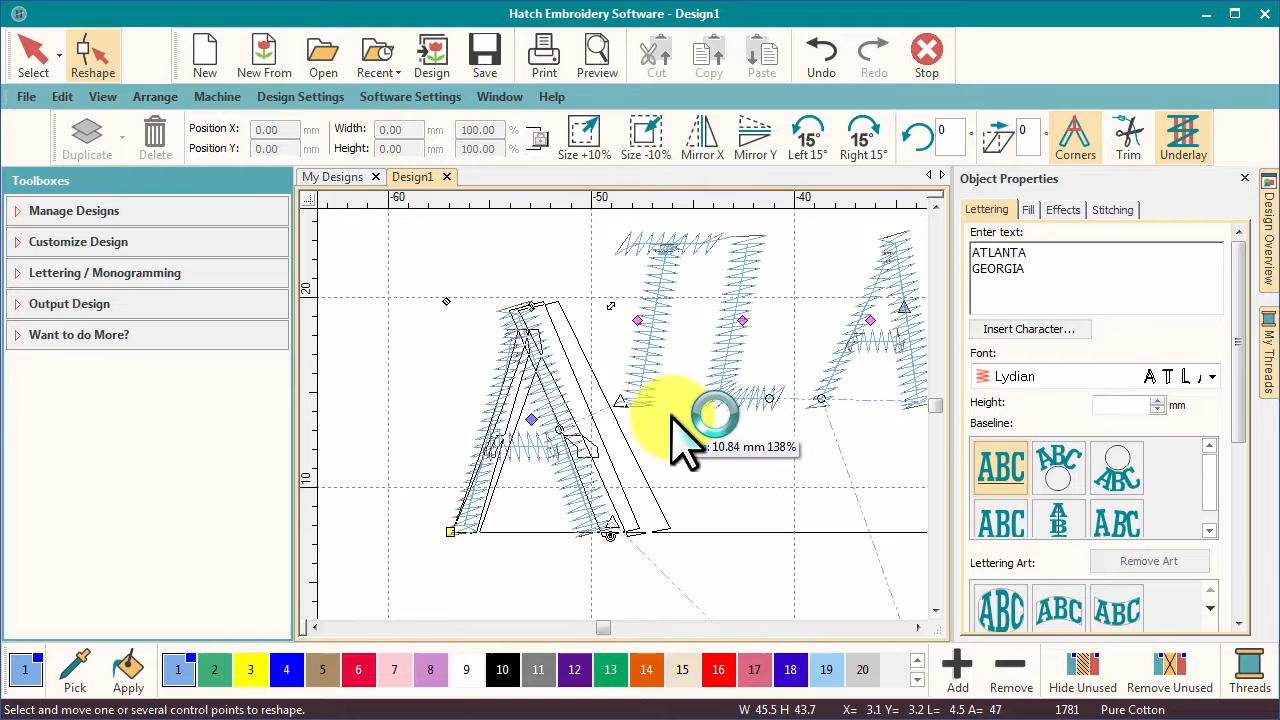 Hatch Embroidery Software - Design1
Select
Reshape
New
New From
Open
Recent
Design
Save
Print
Preview
Cut
Copy
Paste
Undo
Redo
Stop
File Edit View Arrange Machine Design Settings Software Settings Window Help
Duplicate
Delete
Position X: 0.00 mm
Position Y: 0.00 mm
Width: 0.00 mm 100.00 %
Height: 0.00 mm 100.00 %
Size +10%
Size -10%
Mirror X
Mirror Y
15°
Left 15°
15°
Right 15°
0 °
0 °
Corners
Trim
Underlay
Toolboxes
Manage Designs
Customize Design
Lettering / Monogramming
Output Design
Want to do More?
My Designs
Design1
-60 -50 -40
20
10
10.84 mm 138%
Object Properties
Lettering Fill Effects Stitching
Enter text:
ATLANTA
GEORGIA
Insert Character...
Font:
Lydian
Height: mm
Baseline:
ABC ABC ABC
ABC A B ABC
Lettering Art:
Remove Art
ABC ABC ABC
Design Overview
My Threads
1
Pick
Apply
1 2 3 4 5 6 7 8 9 10 11 12 13 14 15 16 17 18 19 20
Add
Remove
Hide Unused
Remove Unused
Threads
Select and move one or several control points to reshape.
W 45.5 H 43.7
X= 3.1 Y= 3.2 L= 4.5 A= 47
1781
Pure Cotton